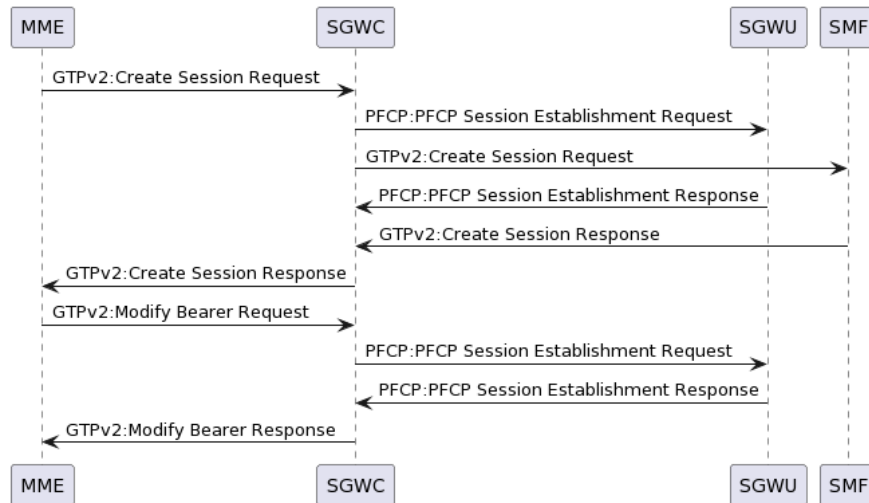 MME SGWC SGWU SMF
GTPv2:Create Session Request
PFCP:PFCP Session Establishment Request
GTPv2:Create Session Request
PFCP:PFCP Session Establishment Response
GTPv2:Create Session Response
GTPv2:Create Session Response
GTPv2:Modify Bearer Request
PFCP:PFCP Session Establishment Request
PFCP:PFCP Session Establishment Response
GTPv2:Modify Bearer Response
MME SGWC SGWU SMF